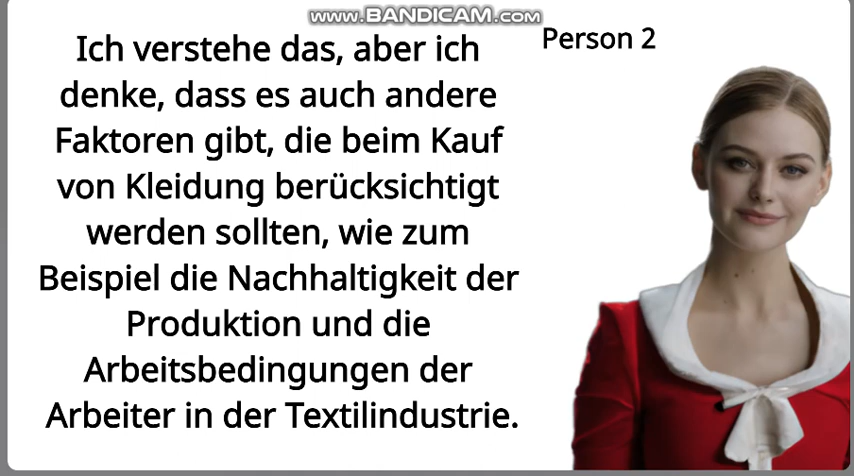 www.BANDICAM.com
Ich verstehe das, aber ich
denke, dass es auch andere
Faktoren gibt, die beim Kauf
von Kleidung berücksichtigt
werden sollten, wie zum
Beispiel die Nachhaltigkeit der
Produktion und die
Arbeitsbedingungen der
Arbeiter in der Textilindustrie.
Person 2